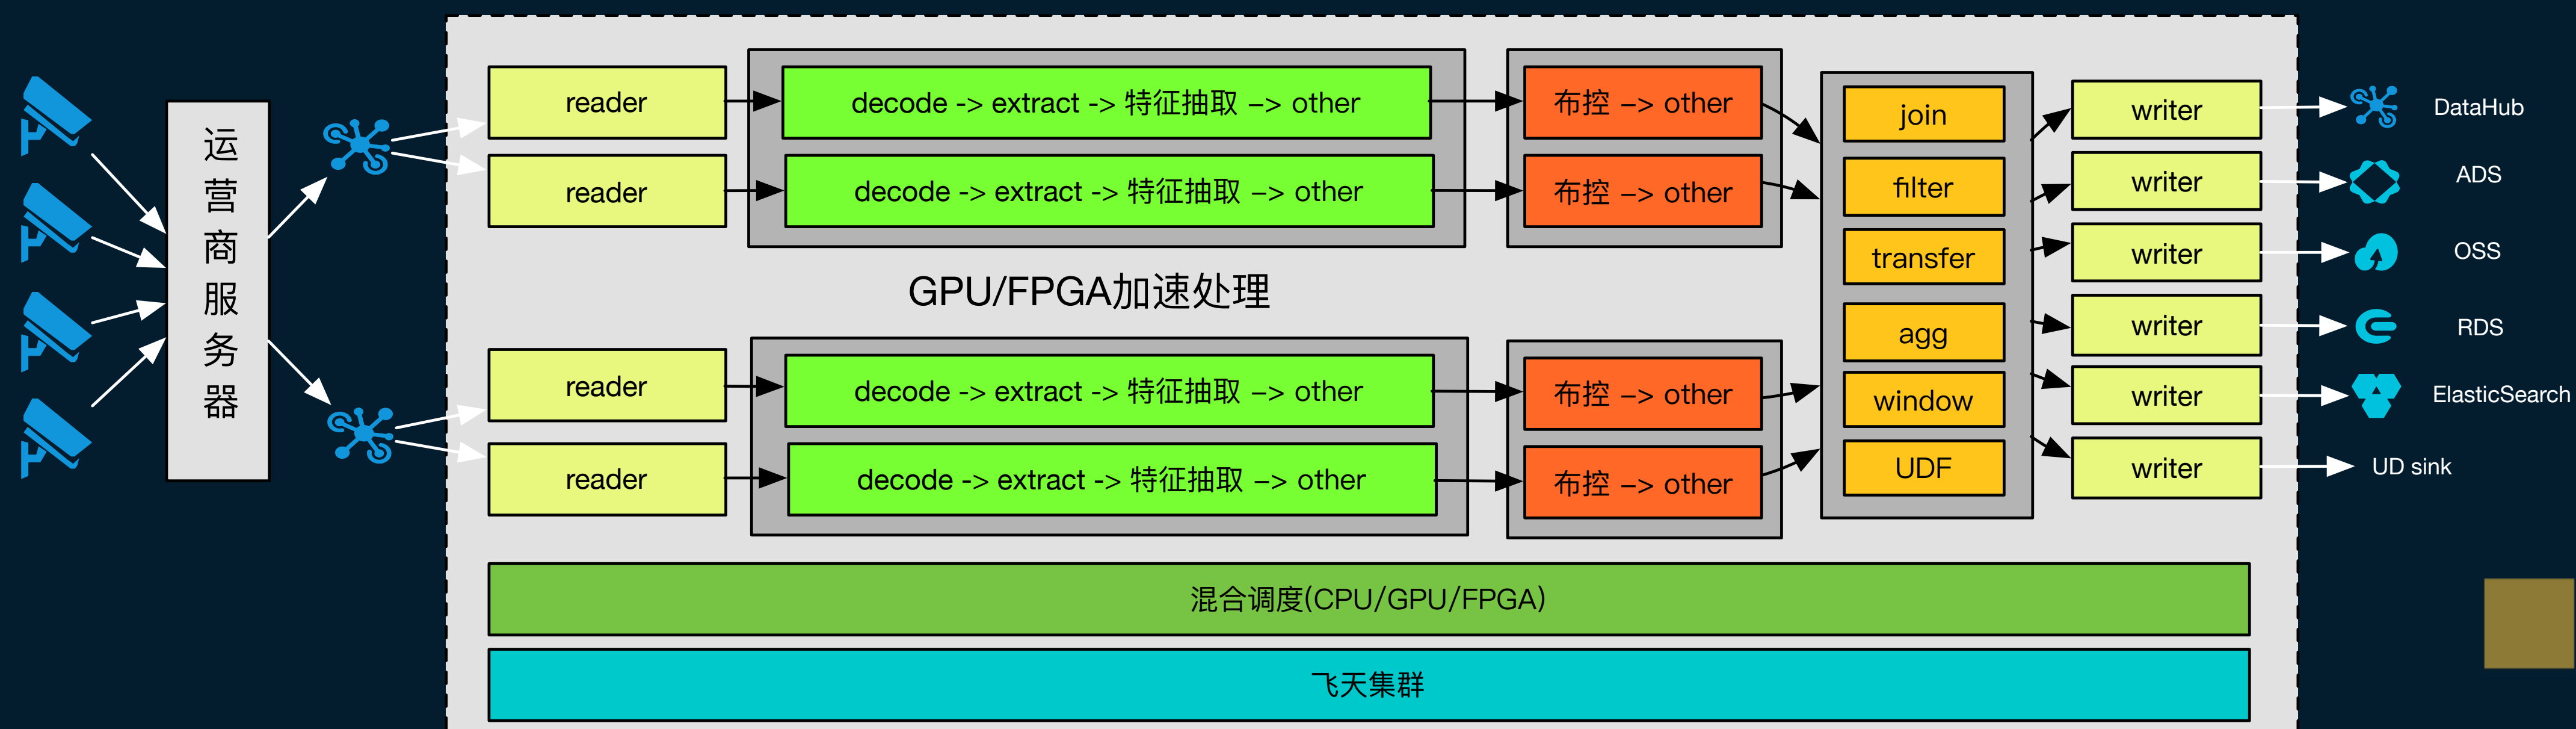 运营商服务器
reader
decode -> extract -> 特征抽取 -> other
布控 -> other
reader
decode -> extract -> 特征抽取 -> other
布控 -> other
GPU/FPGA加速处理
reader
decode -> extract -> 特征抽取 -> other
布控 -> other
reader
decode -> extract -> 特征抽取 -> other
布控 -> other
join
filter
transfer
agg
window
UDF
writer
DataHub
writer
ADS
writer
OSS
writer
RDS
writer
ElasticSearch
writer
UD sink
混合调度(CPU/GPU/FPGA)
飞天集群